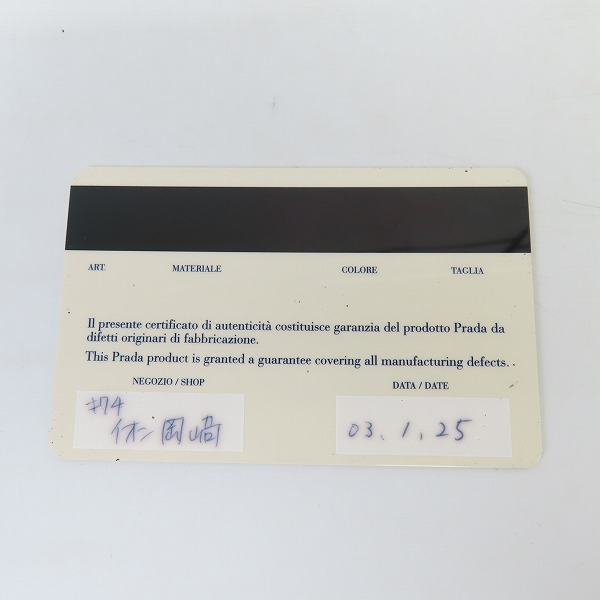 ART. MATERIALE COLORE TAGLIA
Il presente certificato di autenticità costituisce garanzia del prodotto Prada da
difetti originari di fabbricazione.
This Prada product is granted a guarantee covering all manufacturing defects.
NEGOZIO / SHOP DATA / DATE
イオン岡崎 03.1.25